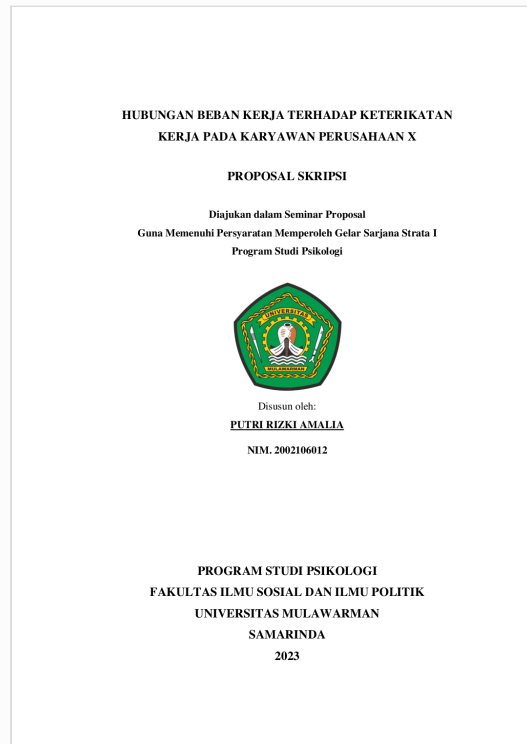 HUBUNGAN BEBAN KERJA TERHADAP KETERIKATAN
KERJA PADA KARYAWAN PERUSAHAAN X
PROPOSAL SKRIPSI
Diajukan dalam Seminar Proposal
Guna Memenuhi Persyaratan Memperoleh Gelar Sarjana Strata I
Program Studi Psikologi
UNIVERSITAS
MULAWARMAN
Disusun oleh:
PUTRI RIZKI AMALIA
NIM. 2002106012
PROGRAM STUDI PSIKOLOGI
FAKULTAS ILMU SOSIAL DAN ILMU POLITIK
UNIVERSITAS MULAWARMAN
SAMARINDA
2023